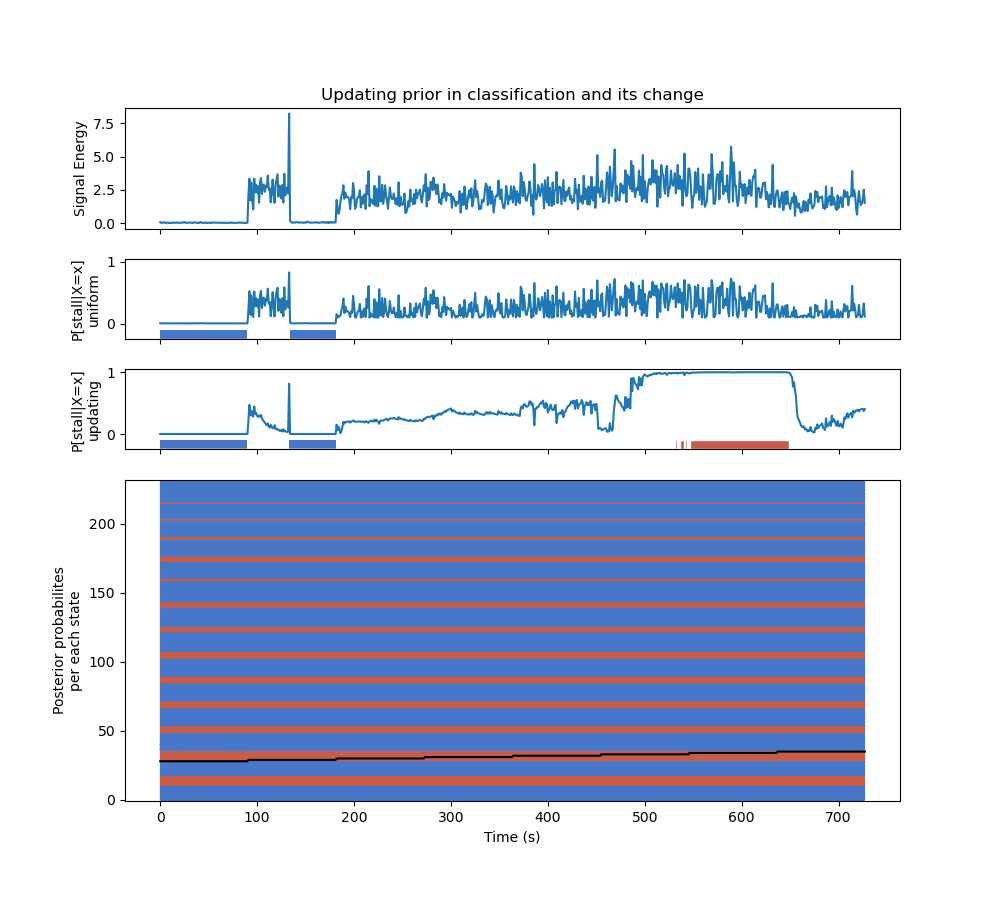 Updating prior in classification and its change
Signal Energy
7.5
5.0
2.5
0.0
P[stall|X=x]
uniform
1
0
P[stall|X=x]
updating
1
0
Posterior probabilites
per each state
200
150
100
50
0
0 100 200 300 400 500 600 700
Time (s)